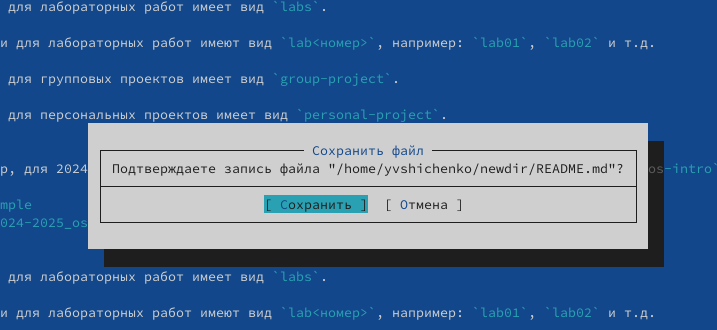 для лабораторных работ имеет вид `labs`.
и для лабораторных работ имеют вид `lab<номер>`, например: `lab01`, `lab02` и т.д.
для групповых проектов имеет вид `group-project`.
для персональных проектов имеет вид `personal-project`.
Сохранить файл
р, для 2024
Подтверждаете запись файла "/home/yvshichenko/newdir/README.md"?
os-intro`
mple
[ Сохранить ] [ Отмена ]
024-2025_os
для лабораторных работ имеет вид `labs`.
и для лабораторных работ имеют вид `lab<номер>`, например: `lab01`, `lab02` и т.д.